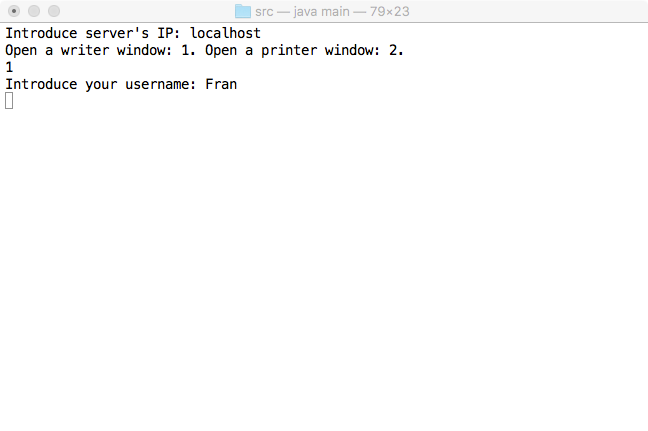 src — java main — 79×23
Introduce server's IP: localhost
Open a writer window: 1. Open a printer window: 2.
1
Introduce your username: Fran